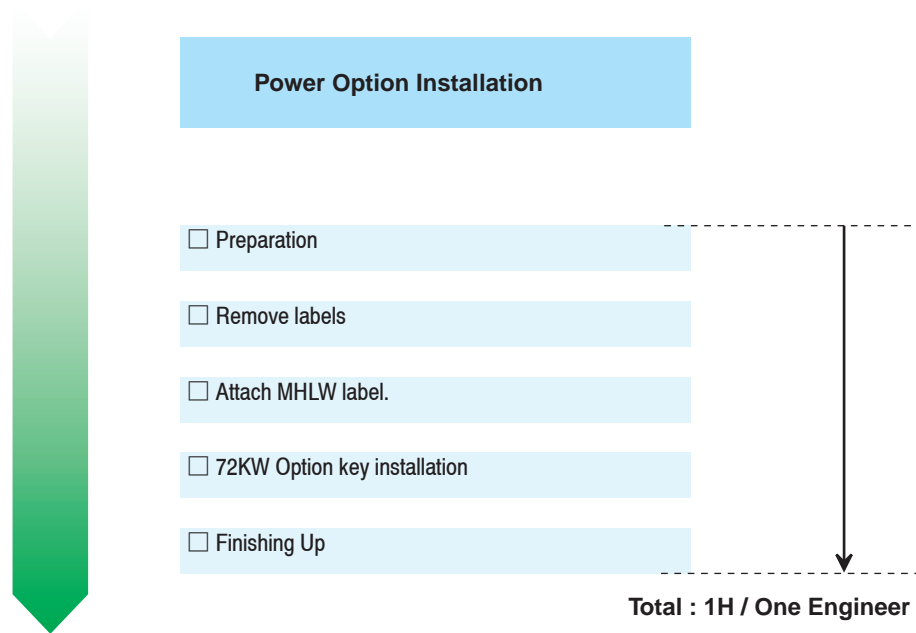 Power Option Installation
☐ Preparation
☐ Remove labels
☐ Attach MHLW label.
☐ 72KW Option key installation
☐ Finishing Up
Total : 1H / One Engineer